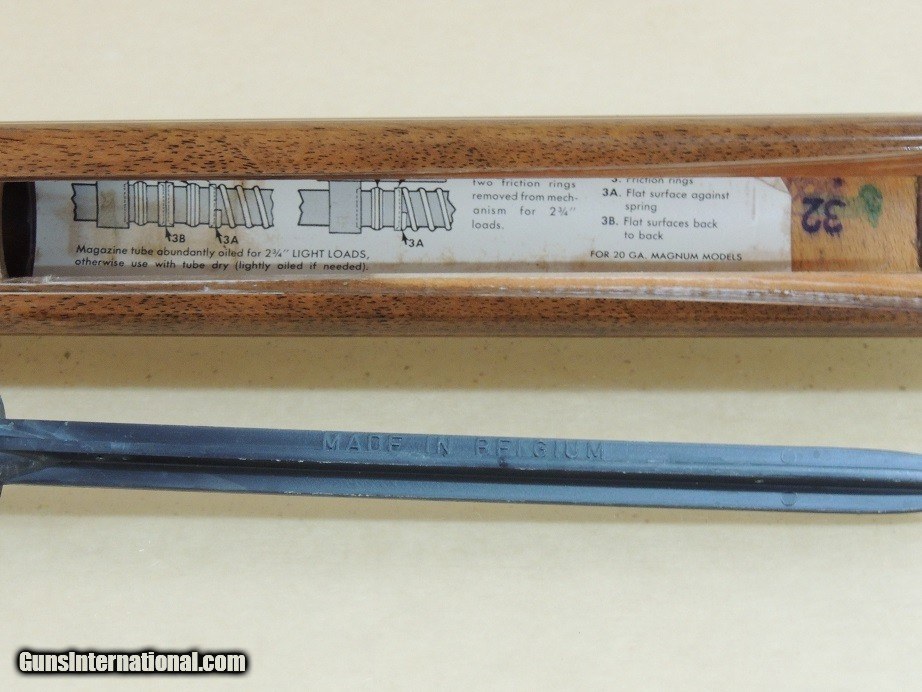 3B 3A
Magazine tube abundantly oiled for 2¾" LIGHT LOADS,
otherwise use with tube dry (lightly oiled if needed).
3A
two friction rings
removed from mech-
anism for 2¾"
loads.
3. Friction rings
3A. Flat surface against
spring
3B. Flat surfaces back
to back
FOR 20 GA. MAGNUM MODELS
32
MADE IN BELGIUM
GunsInternational.com